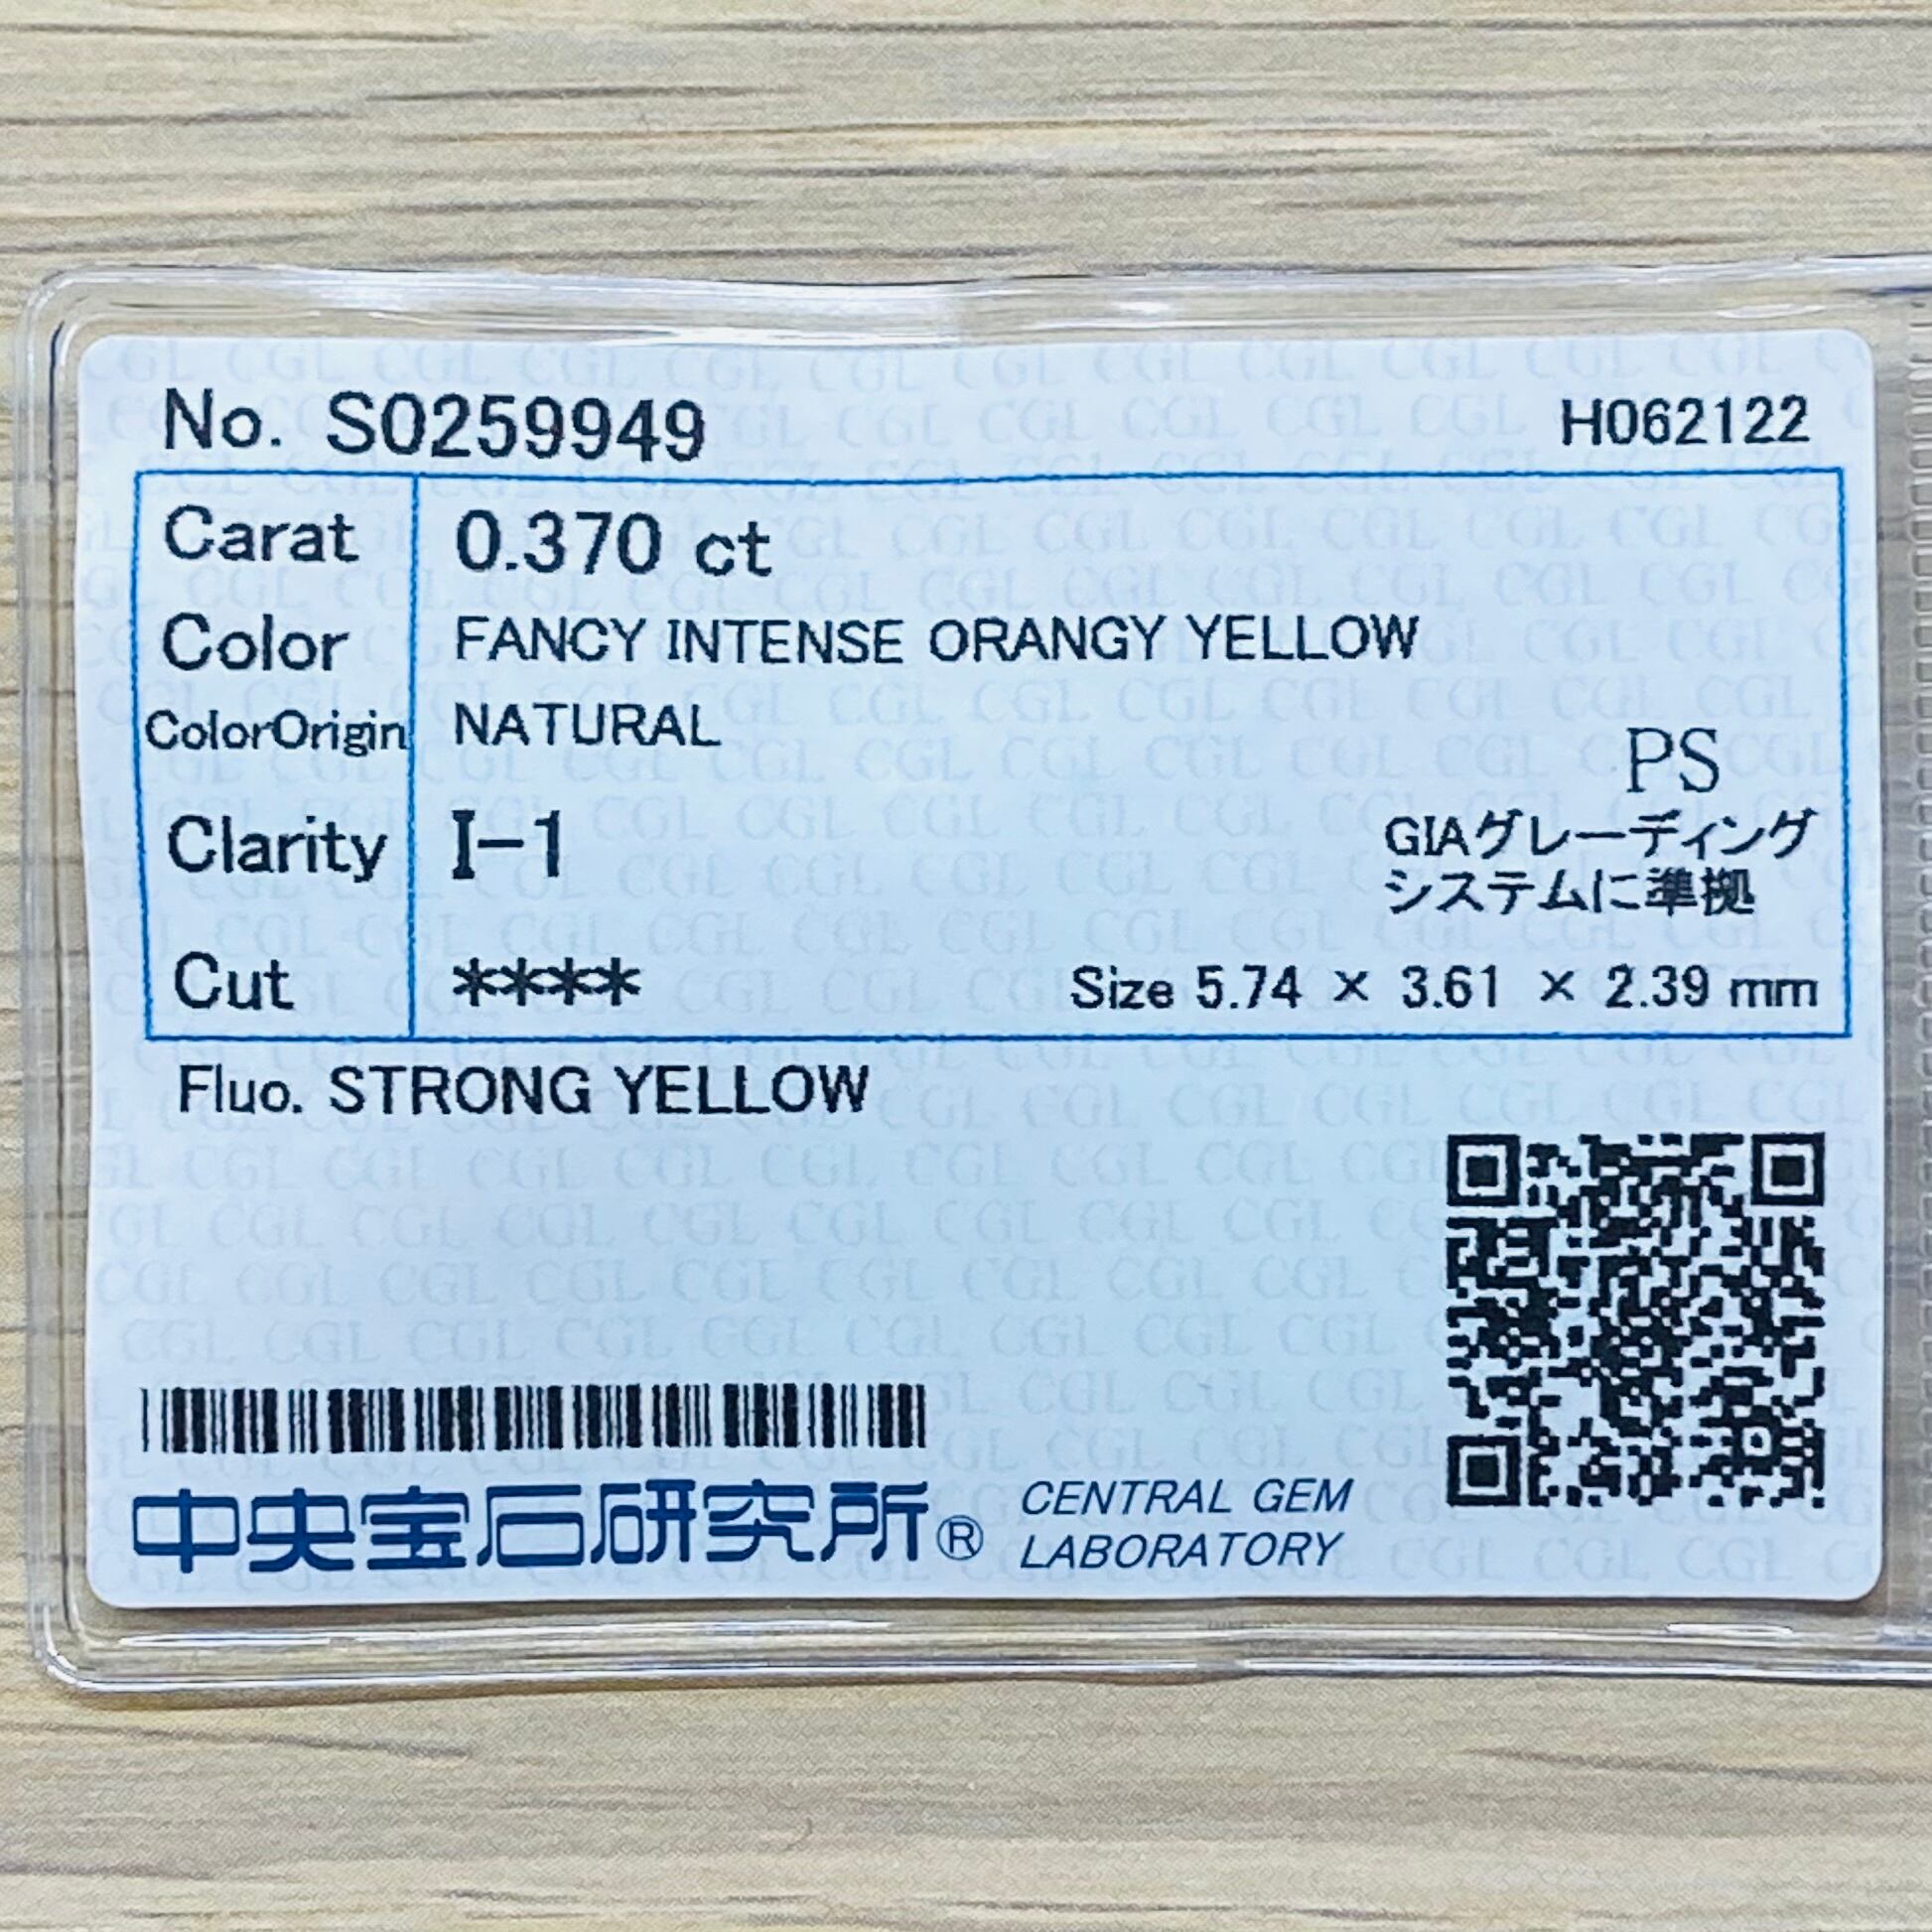 No. S0259949 H062122
Carat 0.370 ct
Color FANCY INTENSE ORANGY YELLOW
ColorOrigin NATURAL
PS
Clarity I-1
GIAグレーディング
システムに準拠
Cut **** Size 5.74 × 3.61 × 2.39 mm
Fluo. STRONG YELLOW
中央宝石研究所® CENTRAL GEM
LABORATORY